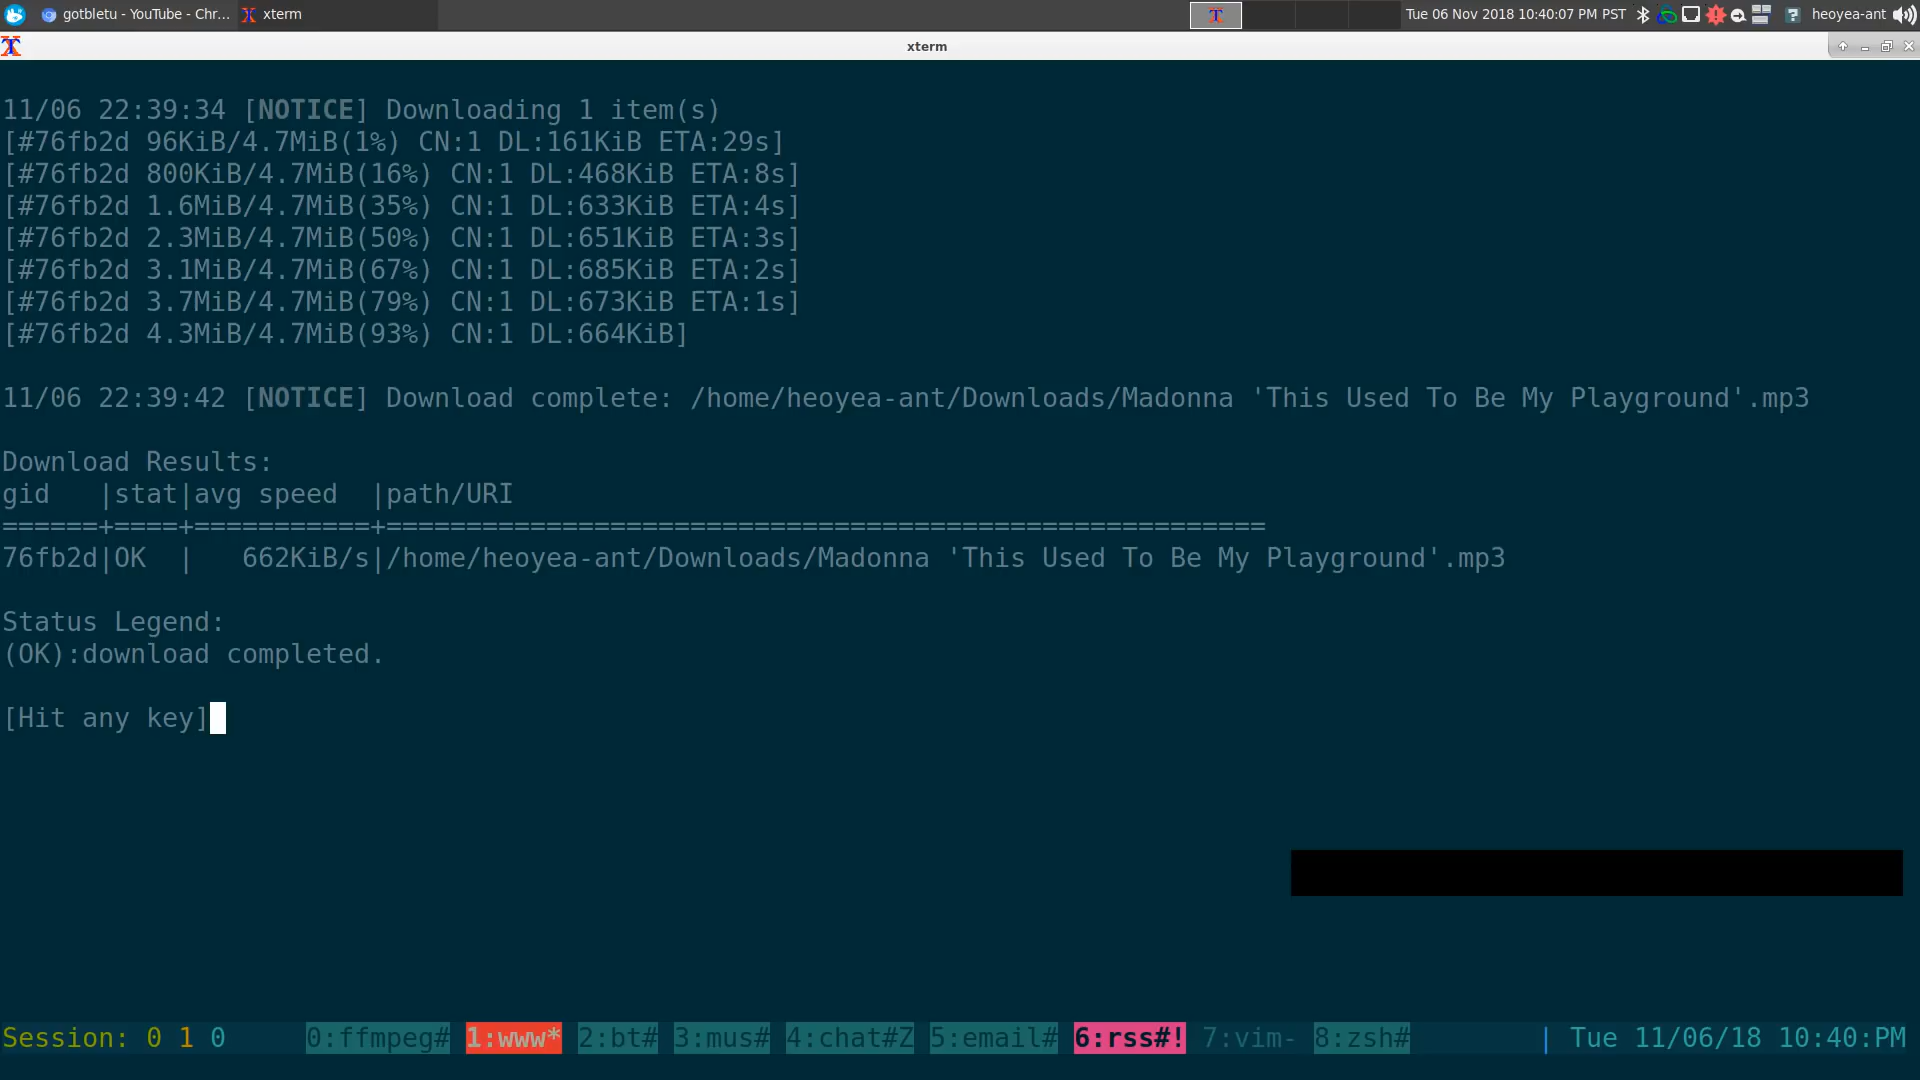 gotbletu - YouTube - Chr...
xterm
Tue 06 Nov 2018 10:40:07 PM PST
heoyea-ant
xterm
11/06 22:39:34 [NOTICE] Downloading 1 item(s)
[#76fb2d 96KiB/4.7MiB(1%) CN:1 DL:161KiB ETA:29s]
[#76fb2d 800KiB/4.7MiB(16%) CN:1 DL:468KiB ETA:8s]
[#76fb2d 1.6MiB/4.7MiB(35%) CN:1 DL:633KiB ETA:4s]
[#76fb2d 2.3MiB/4.7MiB(50%) CN:1 DL:651KiB ETA:3s]
[#76fb2d 3.1MiB/4.7MiB(67%) CN:1 DL:685KiB ETA:2s]
[#76fb2d 3.7MiB/4.7MiB(79%) CN:1 DL:673KiB ETA:1s]
[#76fb2d 4.3MiB/4.7MiB(93%) CN:1 DL:664KiB]
11/06 22:39:42 [NOTICE] Download complete: /home/heoyea-ant/Downloads/Madonna 'This Used To Be My Playground'.mp3
Download Results:
gid   |stat|avg speed  |path/URI
======+====+===========+=======================================================
76fb2d|OK  |   662KiB/s|/home/heoyea-ant/Downloads/Madonna 'This Used To Be My Playground'.mp3
Status Legend:
(OK):download completed.
[Hit any key]
Session: 0 1 0 0:ffmpeg# 1:www* 2:bt# 3:mus# 4:chat#Z 5:email# 6:rss#! 7:vim- 8:zsh# | Tue 11/06/18 10:40:PM